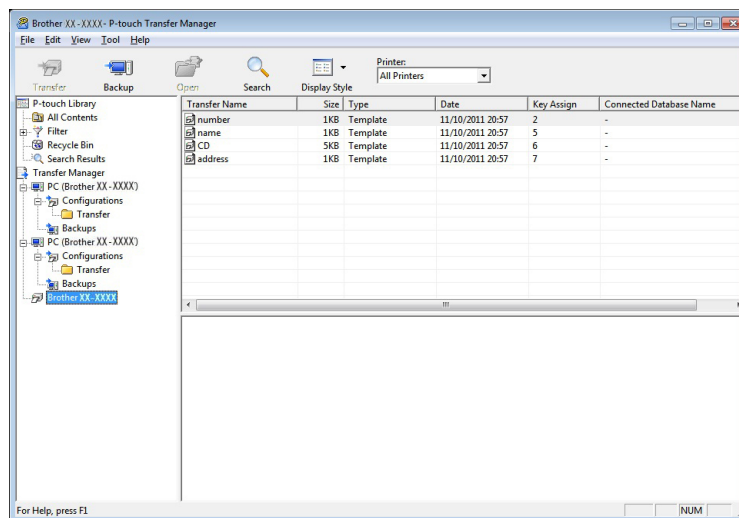 Brother XX-XXXX- P-touch Transfer Manager
File Edit View Tool Help
Transfer Backup Open Search Display Style
Printer:
All Printers
P-touch Library
All Contents
Filter
Recycle Bin
Search Results
Transfer Manager
PC (Brother XX-XXXX)
Configurations
Transfer
Backups
PC (Brother XX-XXXX)
Configurations
Transfer
Backups
Brother XX-XXXX
Transfer Name Size Type Date Key Assign Connected Database Name
number 1KB Template 11/10/2011 20:57 2 -
name 1KB Template 11/10/2011 20:57 5 -
CD 5KB Template 11/10/2011 20:57 6 -
address 1KB Template 11/10/2011 20:57 7 -
For Help, press F1
NUM